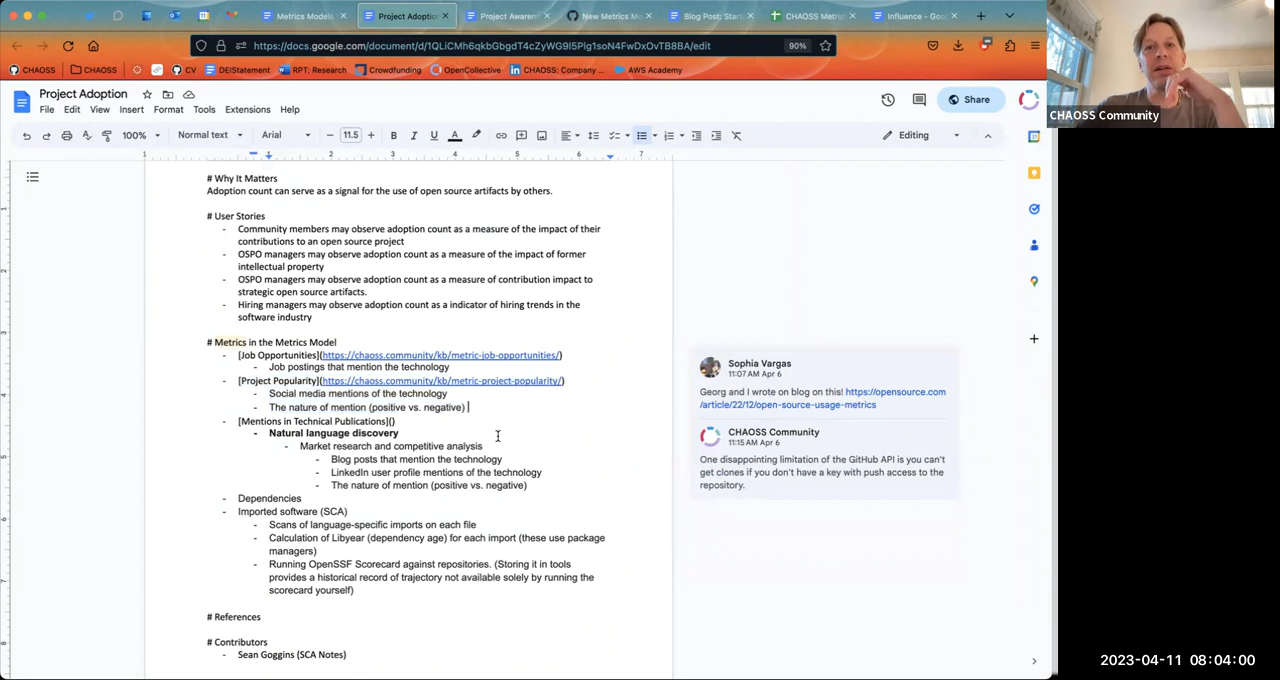 Metrics Models
Project Adoption
Project Awaren
New Metrics Mo
Blog Post: Start
CHAOSS Metric
Influence - Goo
https://docs.google.com/document/d/1QLiCMh6qkbGbgdT4cZyWG9I5Plg1soN4FwDxOvTB8BA/edit
90%
CHAOSS
CHAOSS
CV
DEIStatement
RPT: Research
Crowdfunding
OpenCollective
CHAOSS: Company ...
AWS Academy
CHAOSS Community
Project Adoption
File Edit View Insert Format Tools Extensions Help
Share
100% Normal text Arial 11.5 B I U A Editing
1 1 2 3 4 5 6 7
# Why It Matters
Adoption count can serve as a signal for the use of open source artifacts by others.
# User Stories
- Community members may observe adoption count as a measure of the impact of their
contributions to an open source project
- OSPO managers may observe adoption count as a measure of the impact of former
intellectual property
- OSPO managers may observe adoption count as a measure of contribution impact to
strategic open source artifacts.
- Hiring managers may observe adoption count as a indicator of hiring trends in the
software industry
# Metrics in the Metrics Model
- [Job Opportunities](https://chaoss.community/kb/metric-job-opportunities/)
- Job postings that mention the technology
- [Project Popularity](https://chaoss.community/kb/metric-project-popularity/)
- Social media mentions of the technology
- The nature of mention (positive vs. negative)
- [Mentions in Technical Publications]()
- Natural language discovery
- Market research and competitive analysis
- Blog posts that mention the technology
- LinkedIn user profile mentions of the technology
- The nature of mention (positive vs. negative)
- Dependencies
- Imported software (SCA)
- Scans of language-specific imports on each file
- Calculation of Libyear (dependency age) for each import (these use package
managers)
- Running OpenSSF Scorecard against repositories. (Storing it in tools
provides a historical record of trajectory not available solely by running the
scorecard yourself)
# References
# Contributors
- Sean Goggins (SCA Notes)
Sophia Vargas
11:07 AM Apr 6
Georg and I wrote on blog on this! https://opensource.com
/article/22/12/open-source-usage-metrics
CHAOSS Community
11:15 AM Apr 6
One disappointing limitation of the GitHub API is you can't
get clones if you don't have a key with push access to the
repository.
2023-04-11 08:04:00